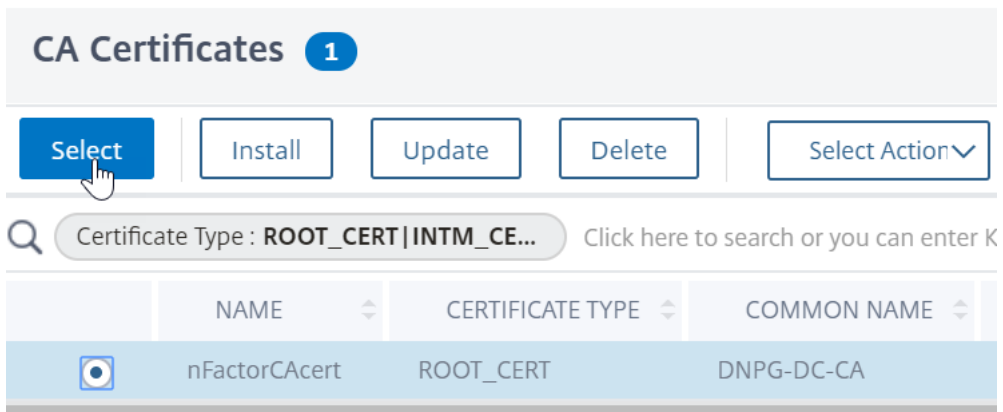 CA Certificates 1
Select Install Update Delete Select Action
Certificate Type : ROOT_CERT|INTM_CE... Click here to search or you can enter K
NAME CERTIFICATE TYPE COMMON NAME
nFactorCAcert ROOT_CERT DNPG-DC-CA